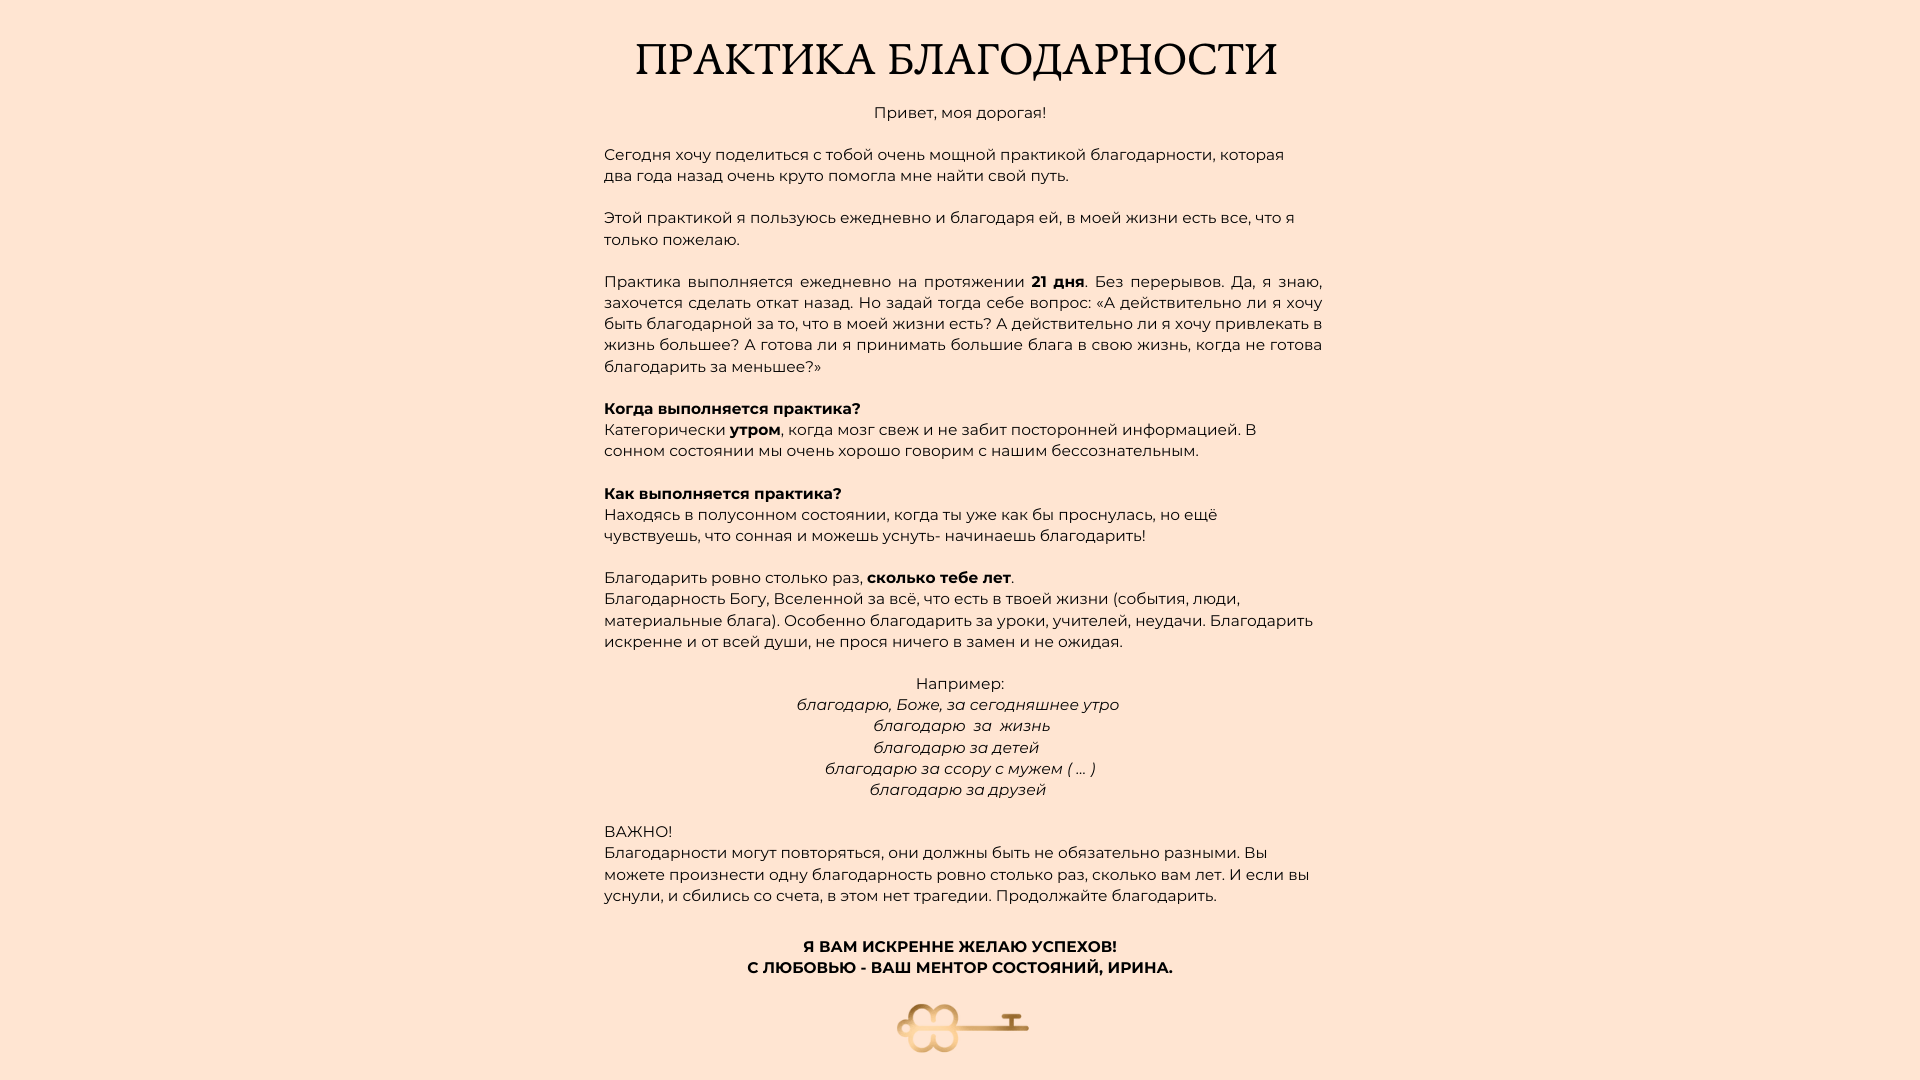 ПРАКТИКА БЛАГОДАРНОСТИ
Привет, моя дорогая!
Сегодня хочу поделиться с тобой очень мощной практикой благодарности, которая
два года назад очень круто помогла мне найти свой путь.
Этой практикой я пользуюсь ежедневно и благодаря ей, в моей жизни есть все, что я
только пожелаю.
Практика выполняется ежедневно на протяжении 21 дня. Без перерывов. Да, я знаю,
захочется сделать откат назад. Но задай тогда себе вопрос: «А действительно ли я хочу
быть благодарной за то, что в моей жизни есть? А действительно ли я хочу привлекать в
жизнь большее? А готова ли я принимать большие блага в свою жизнь, когда не готова
благодарить за меньшее?»
Когда выполняется практика?
Категорически утром, когда мозг свеж и не забит посторонней информацией. В
сонном состоянии мы очень хорошо говорим с нашим бессознательным.
Как выполняется практика?
Находясь в полусонном состоянии, когда ты уже как бы проснулась, но ещё
чувствуешь, что сонная и можешь уснуть- начинаешь благодарить!
Благодарить ровно столько раз, сколько тебе лет.
Благодарность Богу, Вселенной за всё, что есть в твоей жизни (события, люди,
материальные блага). Особенно благодарить за уроки, учителей, неудачи. Благодарить
искренне и от всей души, не прося ничего в замен и не ожидая.
Например:
благодарю, Боже, за сегодняшнее утро
благодарю за жизнь
благодарю за детей
благодарю за ссору с мужем ( ... )
благодарю за друзей
ВАЖНО!
Благодарности могут повторяться, они должны быть не обязательно разными. Вы
можете произнести одну благодарность ровно столько раз, сколько вам лет. И если вы
уснули, и сбились со счета, в этом нет трагедии. Продолжайте благодарить.
Я ВАМ ИСКРЕННЕ ЖЕЛАЮ УСПЕХОВ!
С ЛЮБОВЬЮ - ВАШ МЕНТОР СОСТОЯНИЙ, ИРИНА.